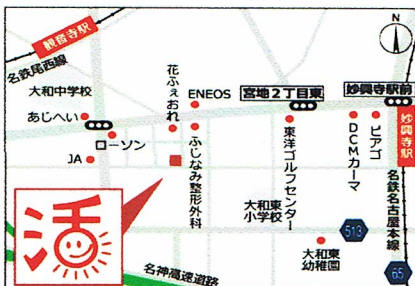 N
観音寺駅
名鉄尾西線
大和中学校
花ふぇおれ
ENEOS
宮地2丁目東
妙興寺駅前
あじへい
ローソン
JA
ふじなみ整形外科
東洋ゴルフセンター
DCMカーマ
ピアゴ
妙興寺駅
名鉄名古屋本線
大和東
小学校
513
大和東
幼稚園
活
名神高速道路
65